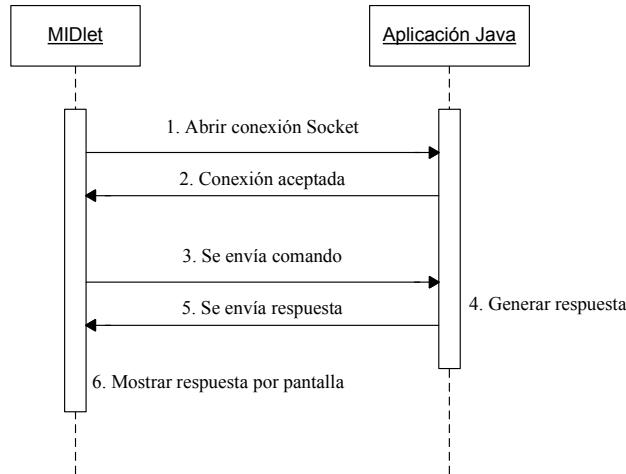 MIDlet
Aplicación Java
1. Abrir conexión Socket
2. Conexión aceptada
3. Se envía comando
4. Generar respuesta
5. Se envía respuesta
6. Mostrar respuesta por pantalla